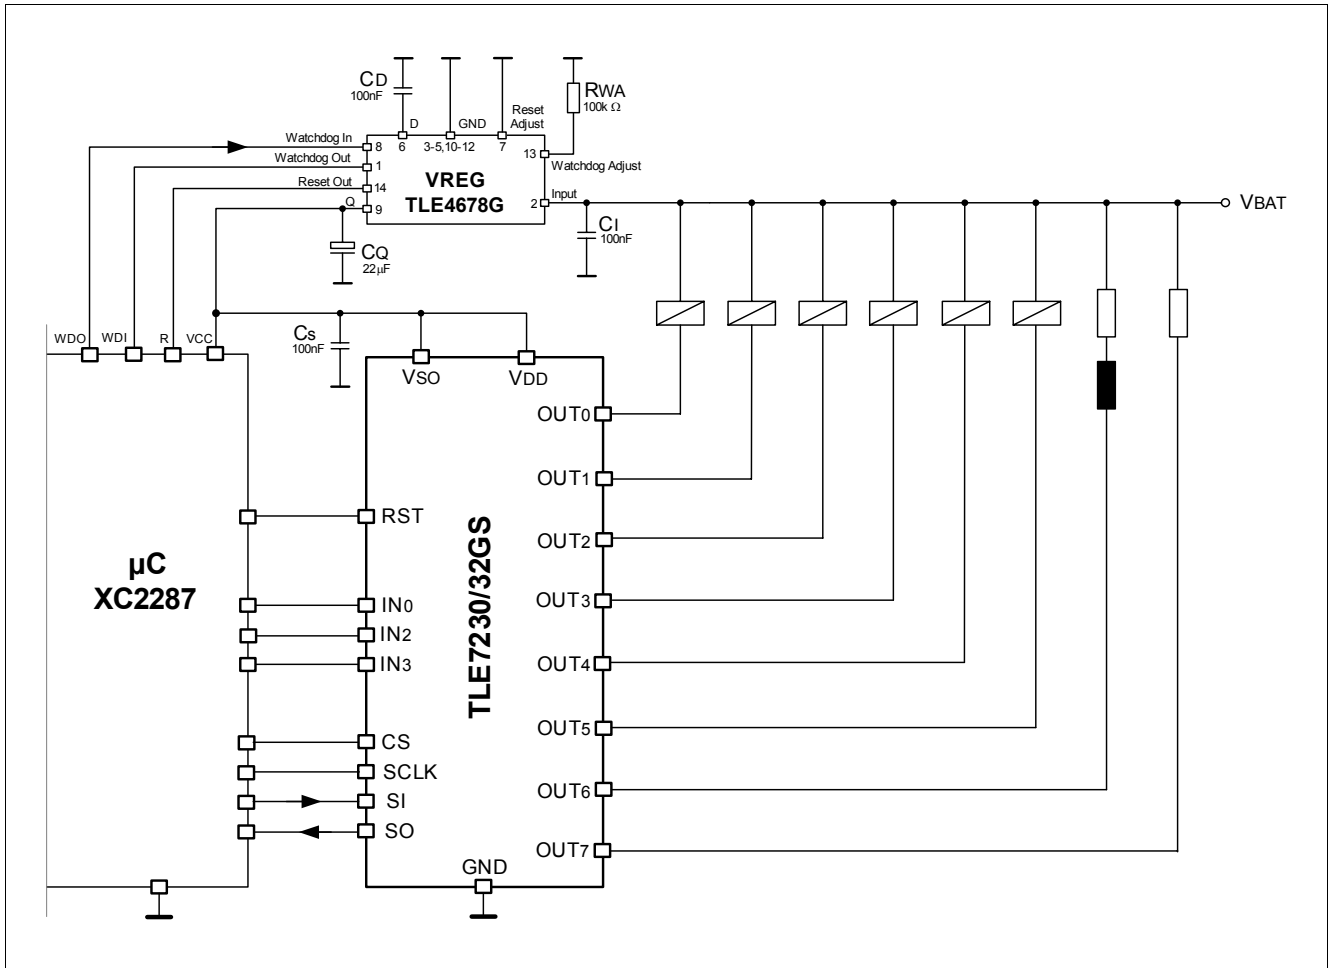 CD
100nF
RWA
100k Ω
Reset
Adjust
D
GND
Watchdog In
8
6
3-5,10-12
7
13
Watchdog Adjust
Watchdog Out
1
VREG
TLE4678G
Reset Out
14
Q
9
2
Input
VBAT
CI
100nF
CQ
22µF
WDO
WDI
R
VCC
CS
100nF
VSO
VDD
OUT0
OUT1
OUT2
OUT3
OUT4
OUT5
OUT6
OUT7
RST
IN0
IN2
IN3
CS
SCLK
SI
SO
GND
TLE7230/32GS
µC
XC2287